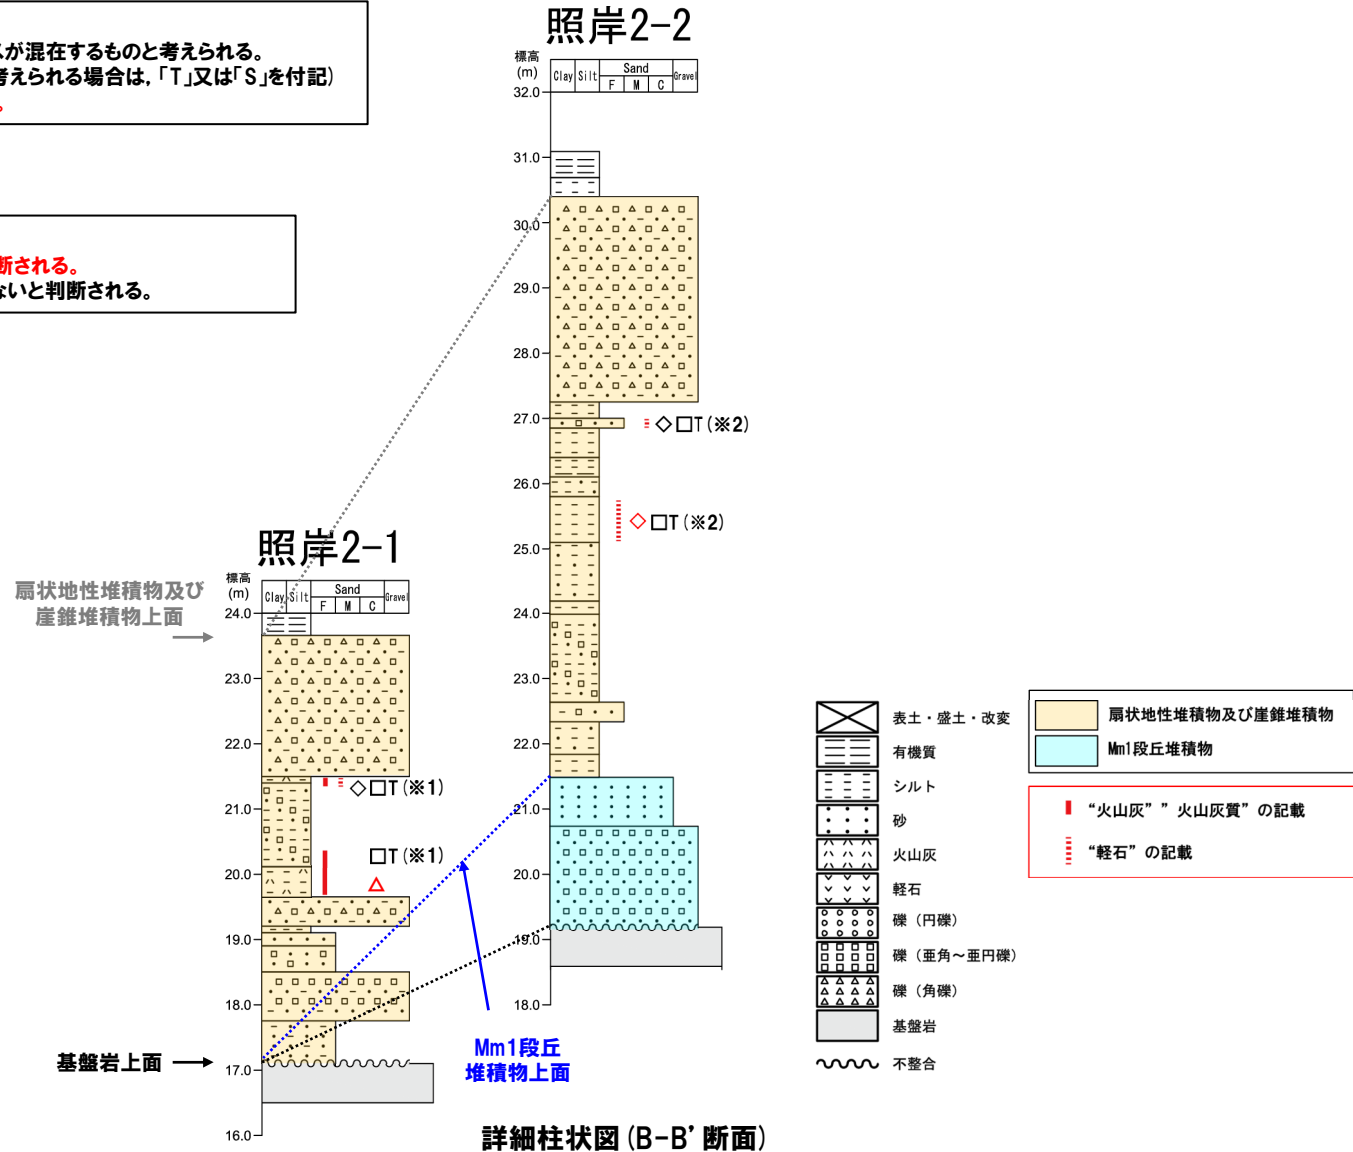 スが混在するものと考えられる。
考えられる場合は，「T」又は「S」を付記）
。
断される。
ないと判断される。
照岸2-2
標高
(m)
Clay Silt Sand Gravel
F M C
32.0
31.0
30.0
29.0
28.0
27.0
◇□T(※2)
26.0
25.0
◇□T(※2)
24.0
23.0
22.0
21.0
20.0
19.0
18.0
照岸2-1
標高
(m)
Clay Silt Sand Gravel
F M C
24.0
23.0
22.0
21.0
◇□T(※1)
20.0
□T(※1)
△
19.0
18.0
17.0
16.0
扇状地性堆積物及び
崖錐堆積物上面
基盤岩上面
Mm1段丘
堆積物上面
表土・盛土・改変
有機質
シルト
砂
火山灰
軽石
礫（円礫）
礫（亜角～亜円礫）
礫（角礫）
基盤岩
不整合
扇状地性堆積物及び崖錐堆積物
Mm1段丘堆積物
“火山灰” ”火山灰質”の記載
“軽石”の記載
詳細柱状図(B-B’断面)